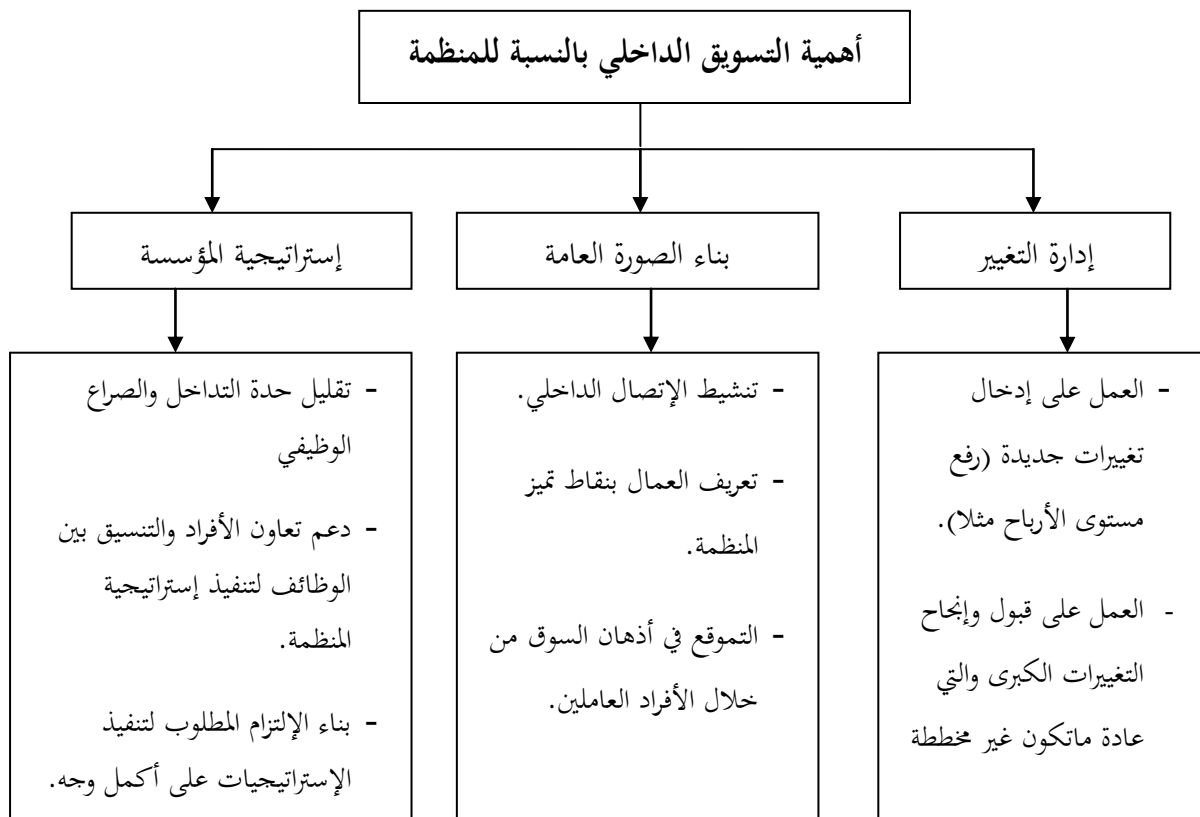 أهمية التسويق الداخلي بالنسبة للمنظمة
إدارة التغيير
بناء الصورة العامة
إستراتيجية المؤسسة
- العمل على إدخال
تغييرات جديدة (رفع
مستوى الأرباح مثلا).
- العمل على قبول وإنجاح
التغييرات الكبرى والتي
عادة ماتكون غير مخططة
- تنشيط الإتصال الداخلي.
- تعريف العمال بنقاط تميز
المنظمة.
- التموقع في أذهان السوق من
خلال الأفراد العاملين.
- تقليل حدة التداخل والصراع
الوظيفي
- دعم تعاون الأفراد والتنسيق بين
الوظائف لتنفيذ إستراتيجية
المنظمة.
- بناء الإلتزام المطلوب لتنفيذ
الإستراتيجيات على أكمل وجه.